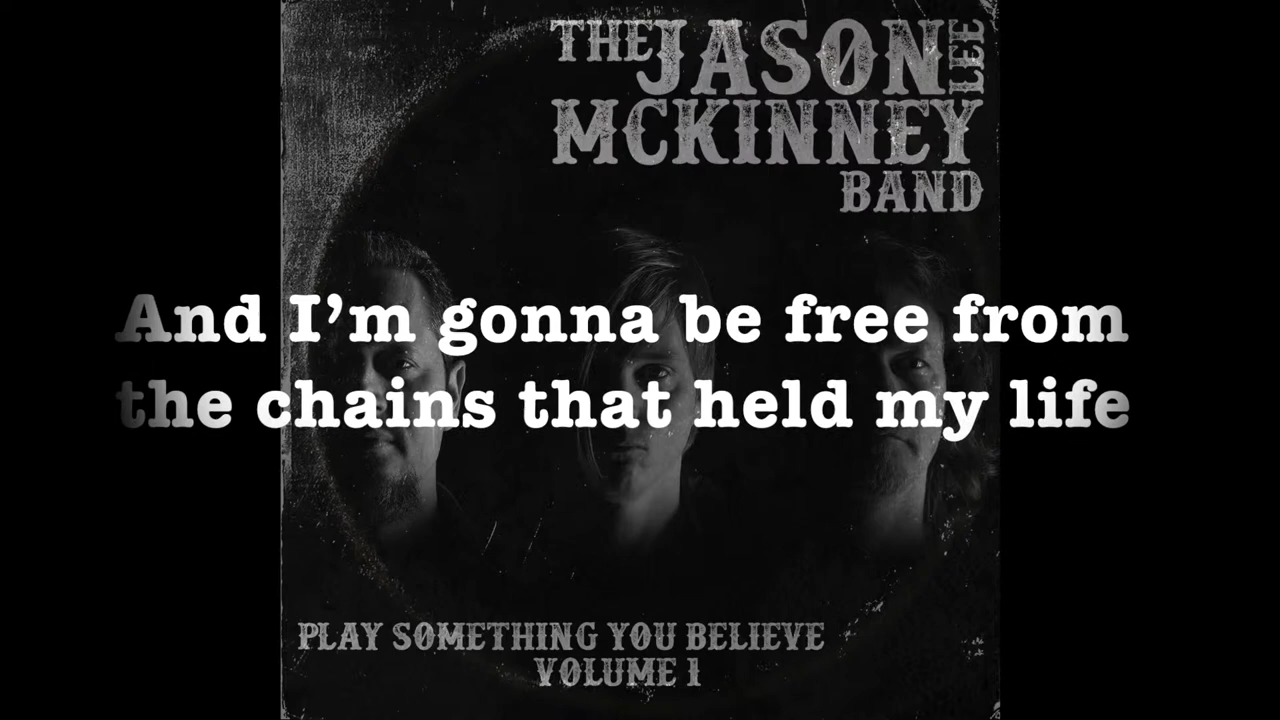 THE JASON LEE
MCKINNEY
BAND
And I’m gonna be free from
the chains that held my life
PLAY SOMETHING YOU BELIEVE
VOLUME 1